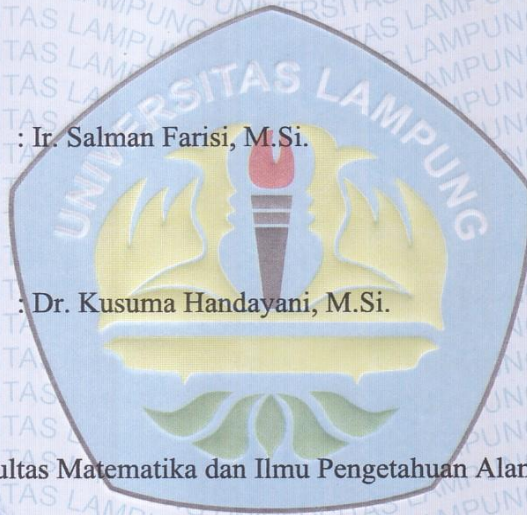 UNIVERSITAS LAMPUNG
: Ir. Salman Farisi, M.Si.
: Dr. Kusuma Handayani, M.Si.
ultas Matematika dan Ilmu Pengetahuan Alam